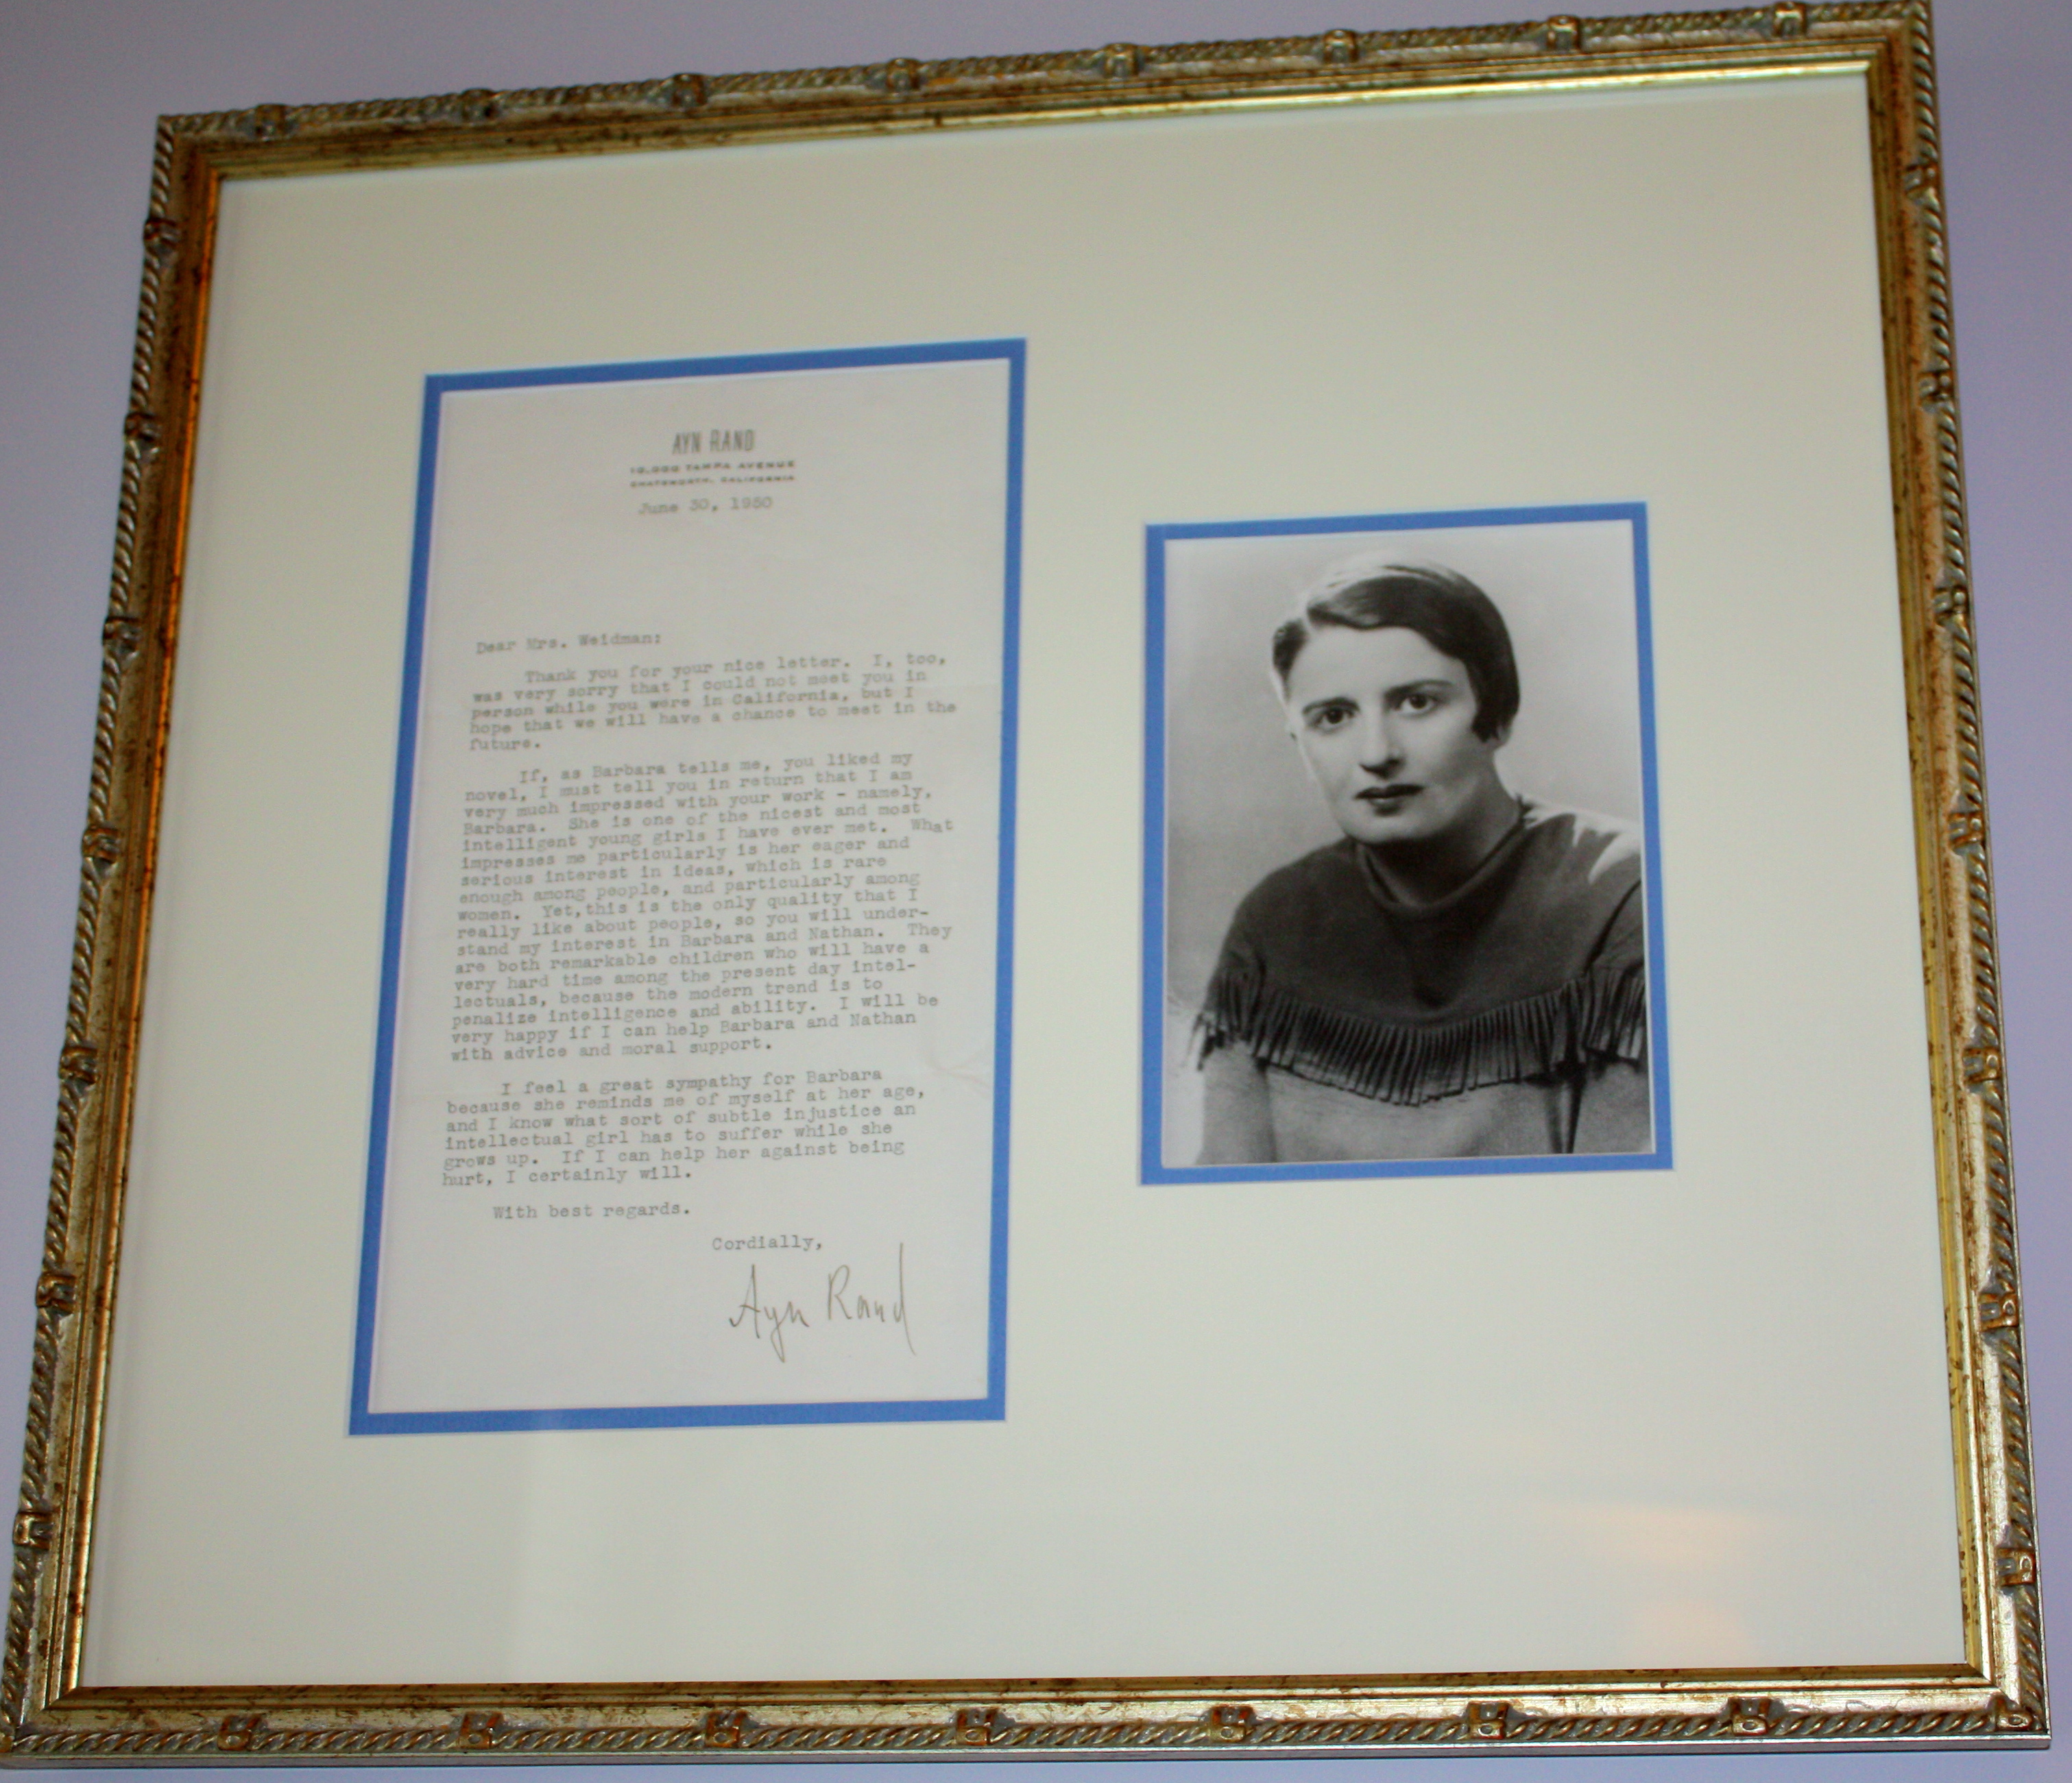 AYN RAND
10,000 TAMPA AVENUE
CHATSWORTH, CALIFORNIA
June 30, 1950
Dear Mrs. Weidman:
Thank you for your nice letter. I, too,
was very sorry that I could not meet you in
person while you were in California, but I
hope that we will have a chance to meet in the
future.
If, as Barbara tells me, you liked my
novel, I must tell you in return that I am
very much impressed with your work - namely,
Barbara. She is one of the nicest and most
intelligent young girls I have ever met. What
impresses me particularly is her eager and
serious interest in ideas, which is rare
enough among people, and particularly among
women. Yet,this is the only quality that I
really like about people, so you will under-
stand my interest in Barbara and Nathan. They
are both remarkable children who will have a
very hard time among the present day intel-
lectuals, because the modern trend is to
penalize intelligence and ability. I will be
very happy if I can help Barbara and Nathan
with advice and moral support.
I feel a great sympathy for Barbara
because she reminds me of myself at her age,
and I know what sort of subtle injustice an
intellectual girl has to suffer while she
grows up. If I can help her against being
hurt, I certainly will.
With best regards.
Cordially,
Ayn Rand